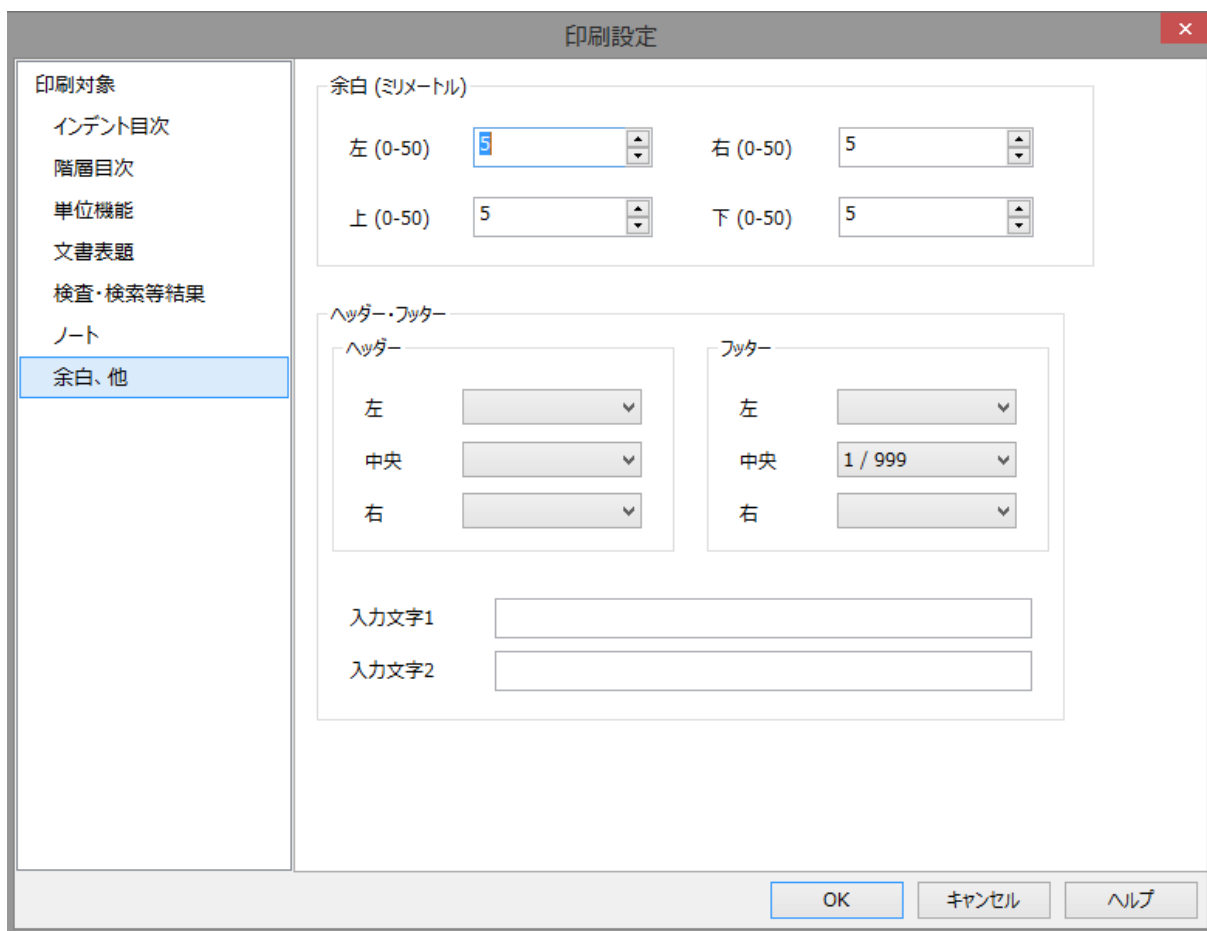 印刷設定
印刷対象
インデント目次
階層目次
単位機能
文書表題
検査・検索等結果
ノート
余白、他
余白 (ミリメートル)
左 (0-50) 5 右 (0-50) 5
上 (0-50) 5 下 (0-50) 5
ヘッダー・フッター
ヘッダー フッター
左 左
中央 中央 1 / 999
右 右
入力文字1
入力文字2
OK キャンセル ヘルプ